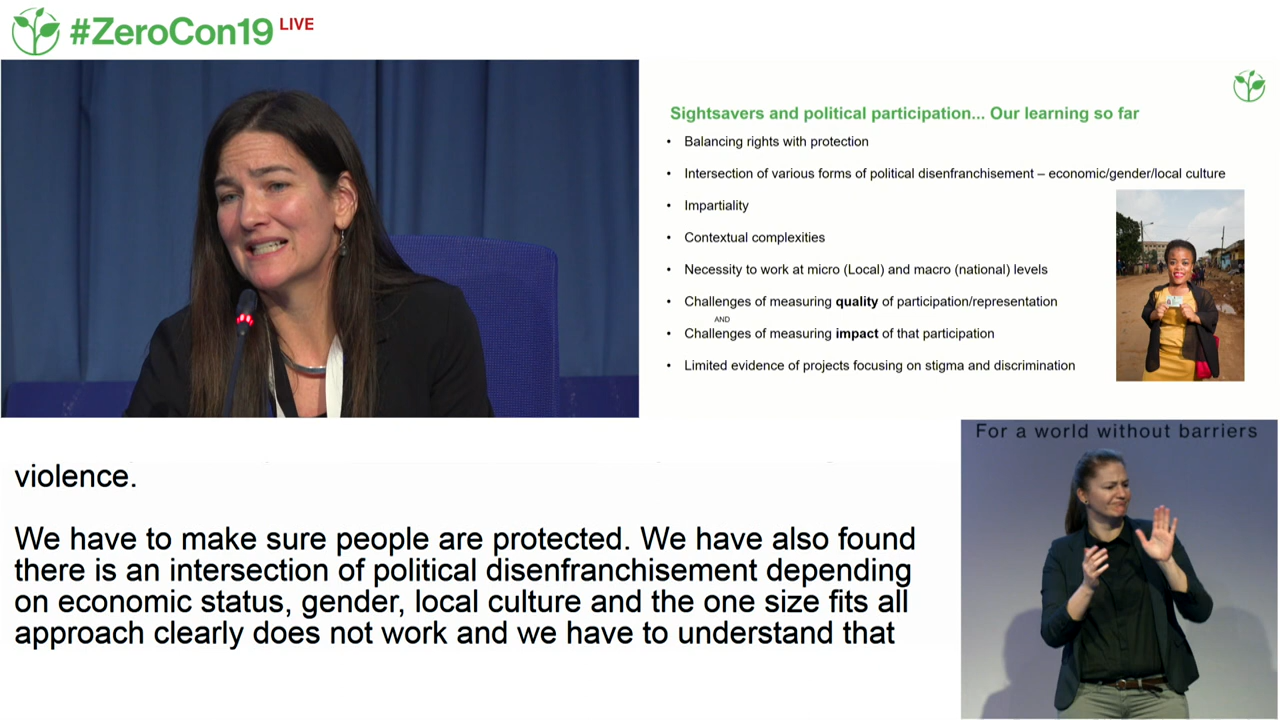 #ZeroCon19 LIVE
Sightsavers and political participation... Our learning so far
• Balancing rights with protection
• Intersection of various forms of political disenfranchisement – economic/gender/local culture
• Impartiality
• Contextual complexities
• Necessity to work at micro (Local) and macro (national) levels
• Challenges of measuring quality of participation/representation
AND
• Challenges of measuring impact of that participation
• Limited evidence of projects focusing on stigma and discrimination
For a world without barriers
violence.
We have to make sure people are protected. We have also found
there is an intersection of political disenfranchisement depending
on economic status, gender, local culture and the one size fits all
approach clearly does not work and we have to understand that